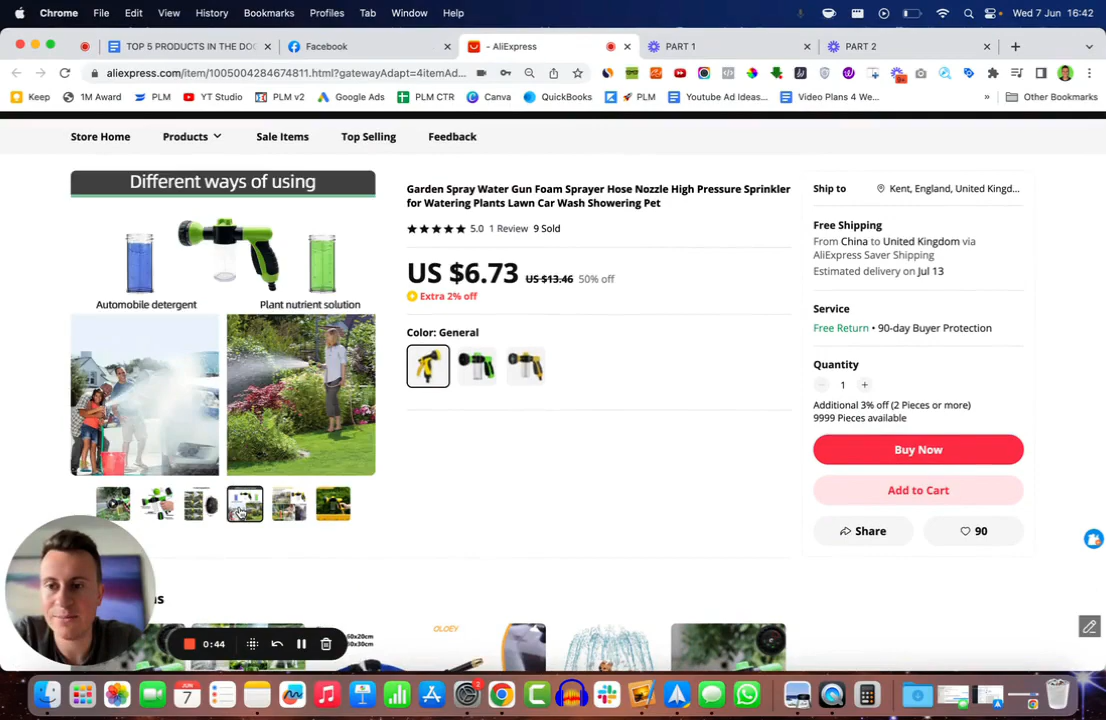 Chrome File Edit View History Bookmarks Profiles Tab Window Help Wed 7 Jun 16:42
TOP 5 PRODUCTS IN THE DO Facebook - AliExpress PART 1 PART 2
aliexpress.com/item/1005004284674811.html?gatewayAdapt=4itemAd...
Keep 1M Award PLM YT Studio PLM v2 Google Ads PLM CTR Canva QuickBooks PLM Youtube Ad Ideas... Video Plans 4 We... » Other Bookmarks
Store Home Products Sale Items Top Selling Feedback
Different ways of using
Automobile detergent Plant nutrient solution
Garden Spray Water Gun Foam Sprayer Hose Nozzle High Pressure Sprinkler
for Watering Plants Lawn Car Wash Showering Pet
5.0 1 Review 9 Sold
US $6.73 US $13.46 50% off
Extra 2% off
Color: General
Ship to Kent, England, United Kingd...
Free Shipping
From China to United Kingdom via
AliExpress Saver Shipping
Estimated delivery on Jul 13
Service
Free Return • 90-day Buyer Protection
Quantity
1
Additional 3% off (2 Pieces or more)
9999 Pieces available
Buy Now
Add to Cart
Share 90
0:44
OLOEY